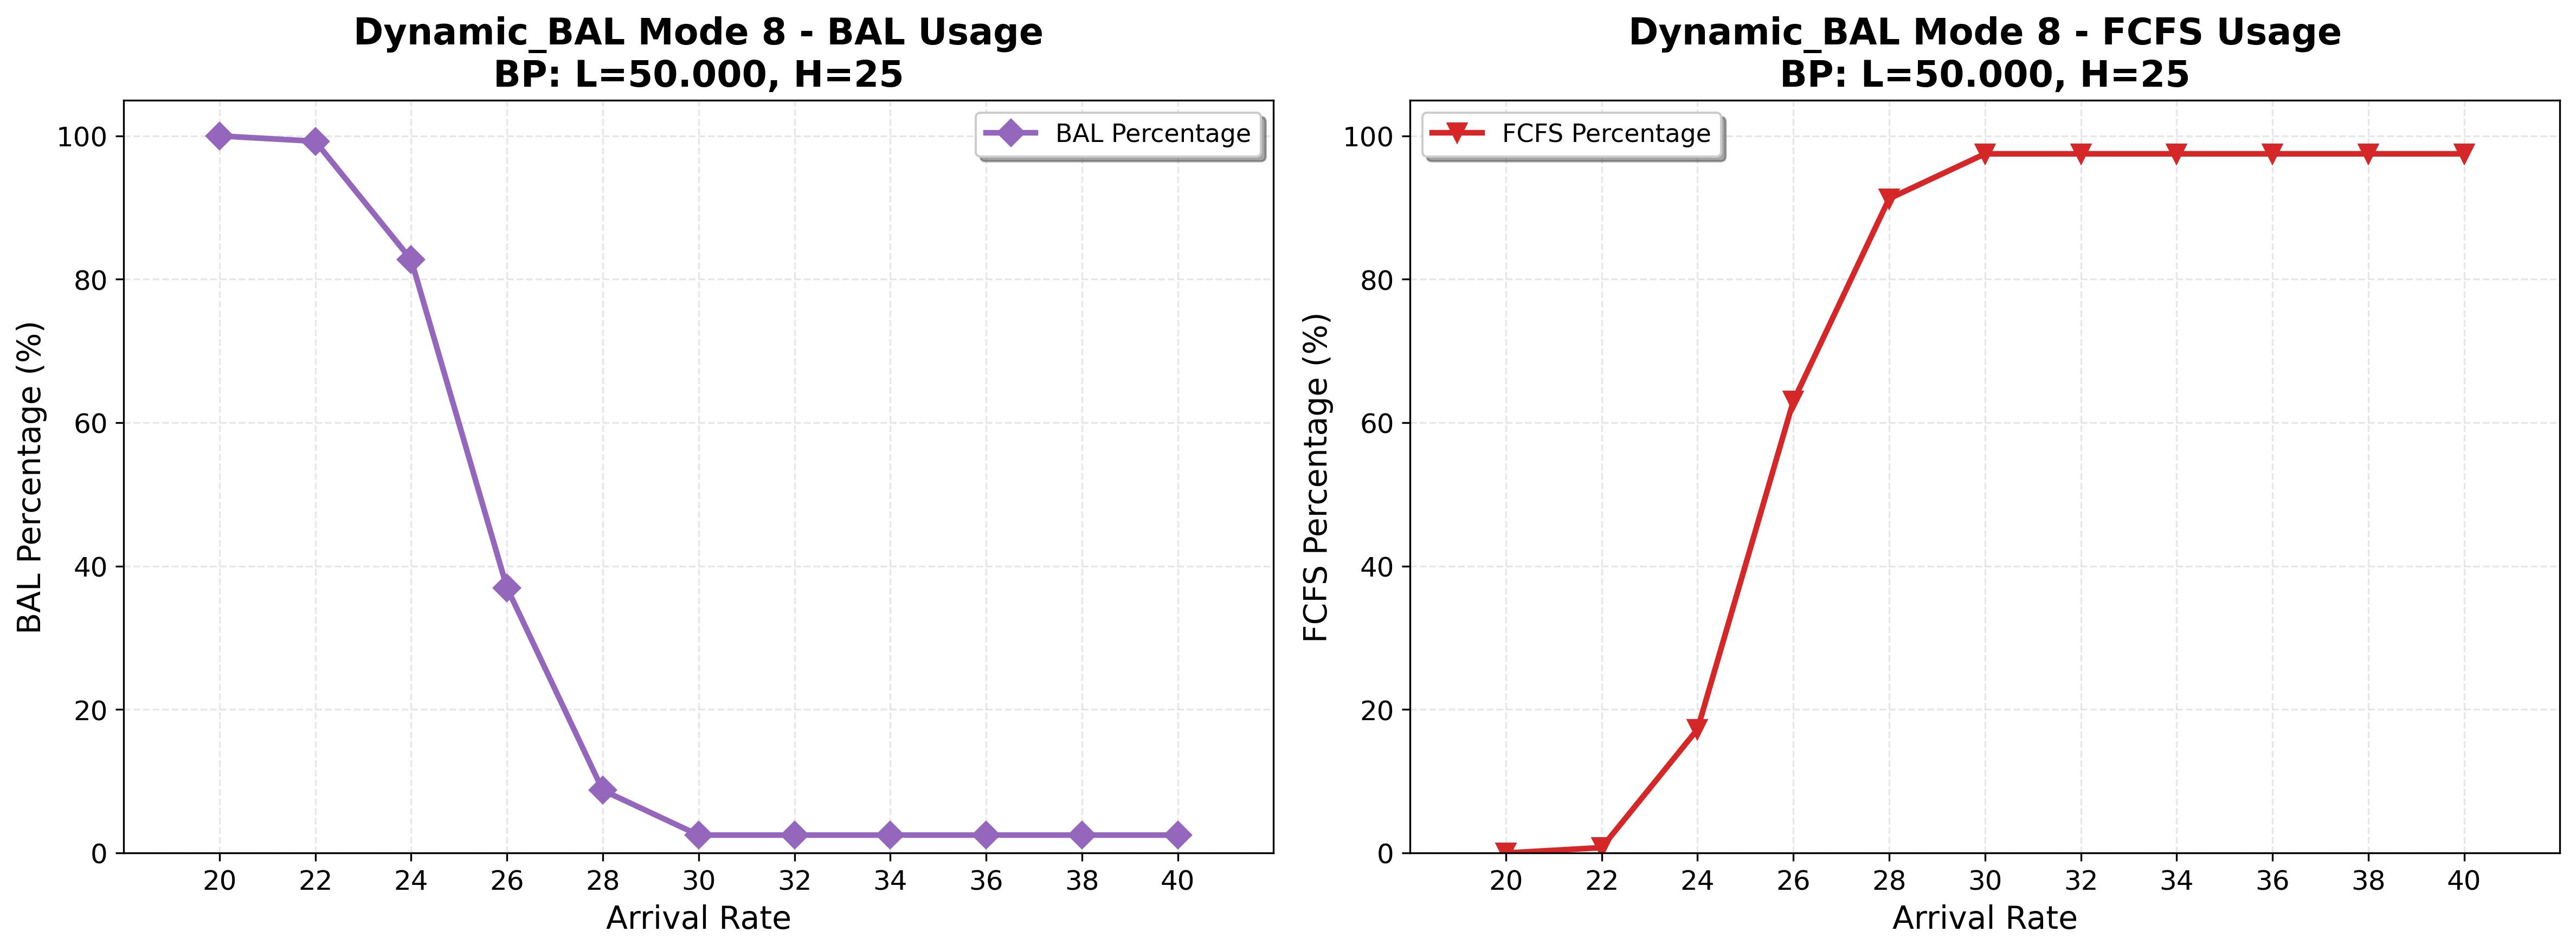 Dynamic_BAL Mode 8 - BAL Usage
BP: L=50.000, H=25
BAL Percentage (%)
100
80
60
40
20
0
BAL Percentage
20 22 24 26 28 30 32 34 36 38 40
Arrival Rate
Dynamic_BAL Mode 8 - FCFS Usage
BP: L=50.000, H=25
FCFS Percentage (%)
100
80
60
40
20
0
FCFS Percentage
20 22 24 26 28 30 32 34 36 38 40
Arrival Rate